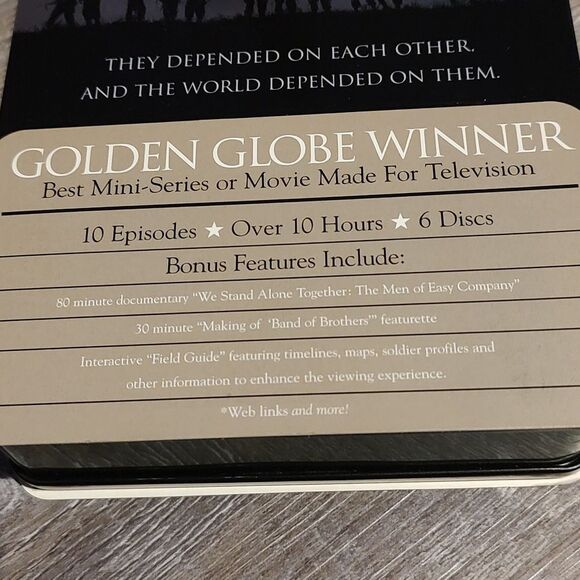 THEY DEPENDED ON EACH OTHER.
AND THE WORLD DEPENDED ON THEM.
GOLDEN GLOBE WINNER
Best Mini-Series or Movie Made For Television
10 Episodes ★ Over 10 Hours ★ 6 Discs
Bonus Features Include:
80 minute documentary “We Stand Alone Together: The Men of Easy Company”
30 minute “Making of ‘Band of Brothers’” featurette
Interactive “Field Guide” featuring timelines, maps, soldier profiles and
other information to enhance the viewing experience.
*Web links and more!